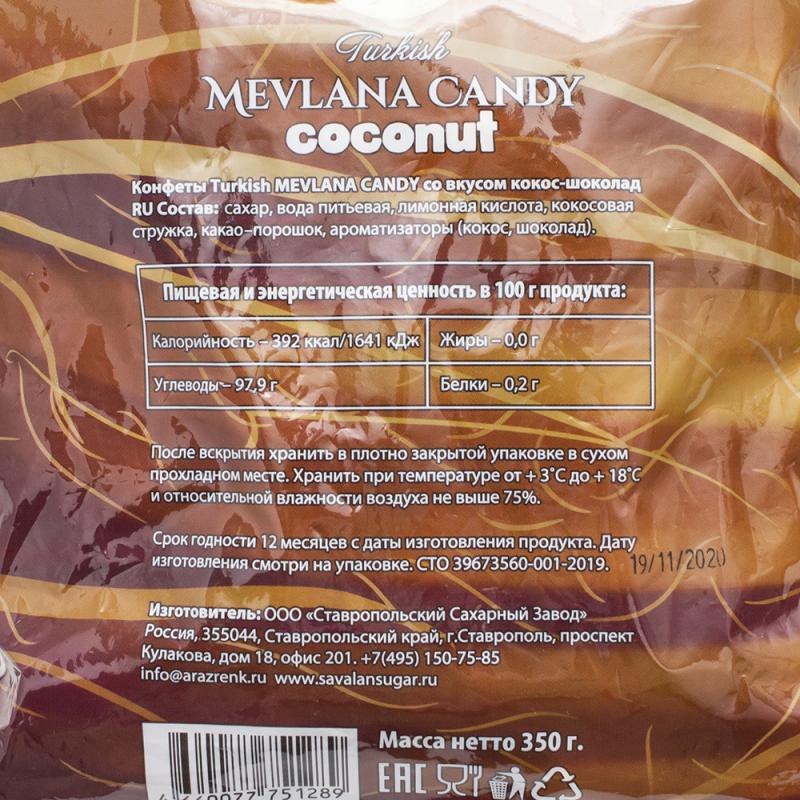 Turkish
MEVLANA CANDY
coconut
Конфеты Turkish MEVLANA CANDY со вкусом кокос-шоколад
RU Состав: сахар, вода питьевая, лимонная кислота, кокосовая
стружка, какао-порошок, ароматизаторы (кокос, шоколад).
Пищевая и энергетическая ценность в 100 г продукта:
Калорийность – 392 ккал/1641 кДж
Жиры – 0,0 г
Углеводы – 97,9 г
Белки – 0,2 г
После вскрытия хранить в плотно закрытой упаковке в сухом
прохладном месте. Хранить при температуре от + 3°C до + 18°C
и относительной влажности воздуха не выше 75%.
Срок годности 12 месяцев с даты изготовления продукта. Дату
изготовления смотри на упаковке. СТО 39673560-001-2019.
19/11/2020
Изготовитель: ООО «Ставропольский Сахарный Завод»
Россия, 355044, Ставропольский край, г.Ставрополь, проспект
Кулакова, дом 18, офис 201. +7(495) 150-75-85
info@arazrenk.ru www.savalansugar.ru
Масса нетто 350 г.
EAC
4 660077 751289